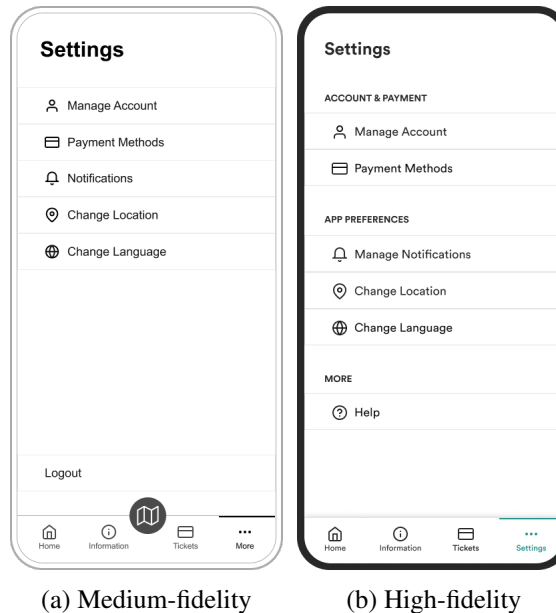 Settings
Manage Account
Payment Methods
Notifications
Change Location
Change Language
Logout
Home Information Tickets More
(a) Medium-fidelity
Settings
ACCOUNT & PAYMENT
Manage Account
Payment Methods
APP PREFERENCES
Manage Notifications
Change Location
Change Language
MORE
Help
Home Information Tickets Settings
(b) High-fidelity